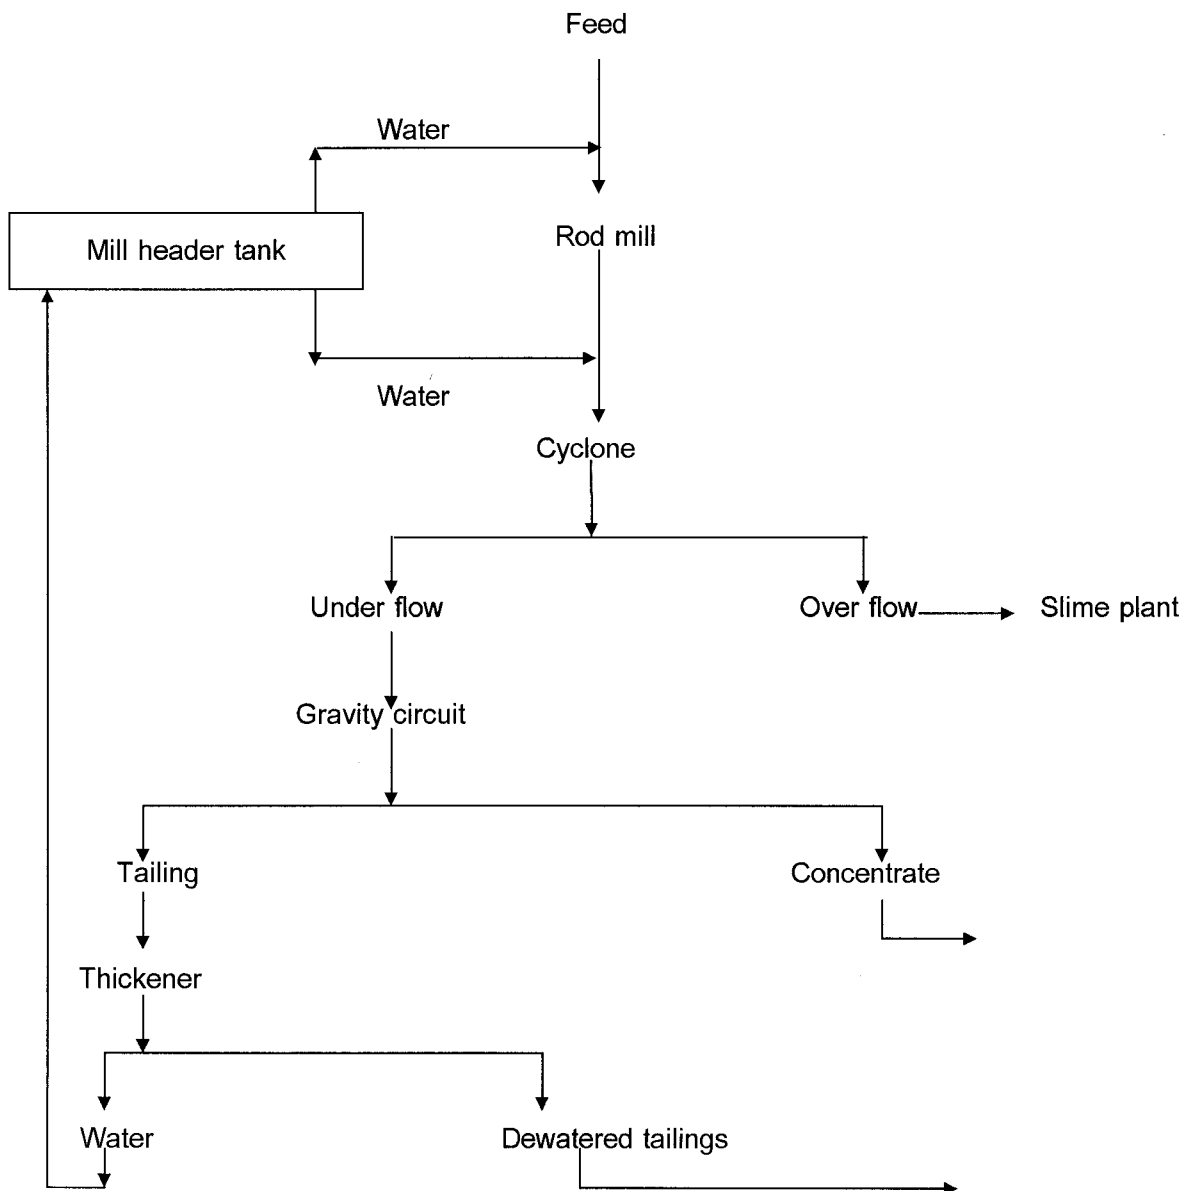 Feed
Water
Mill header tank
Rod mill
Water
Cyclone
Under flow
Over flow
Slime plant
Gravity circuit
Tailing
Concentrate
Thickener
Water
Dewatered tailings